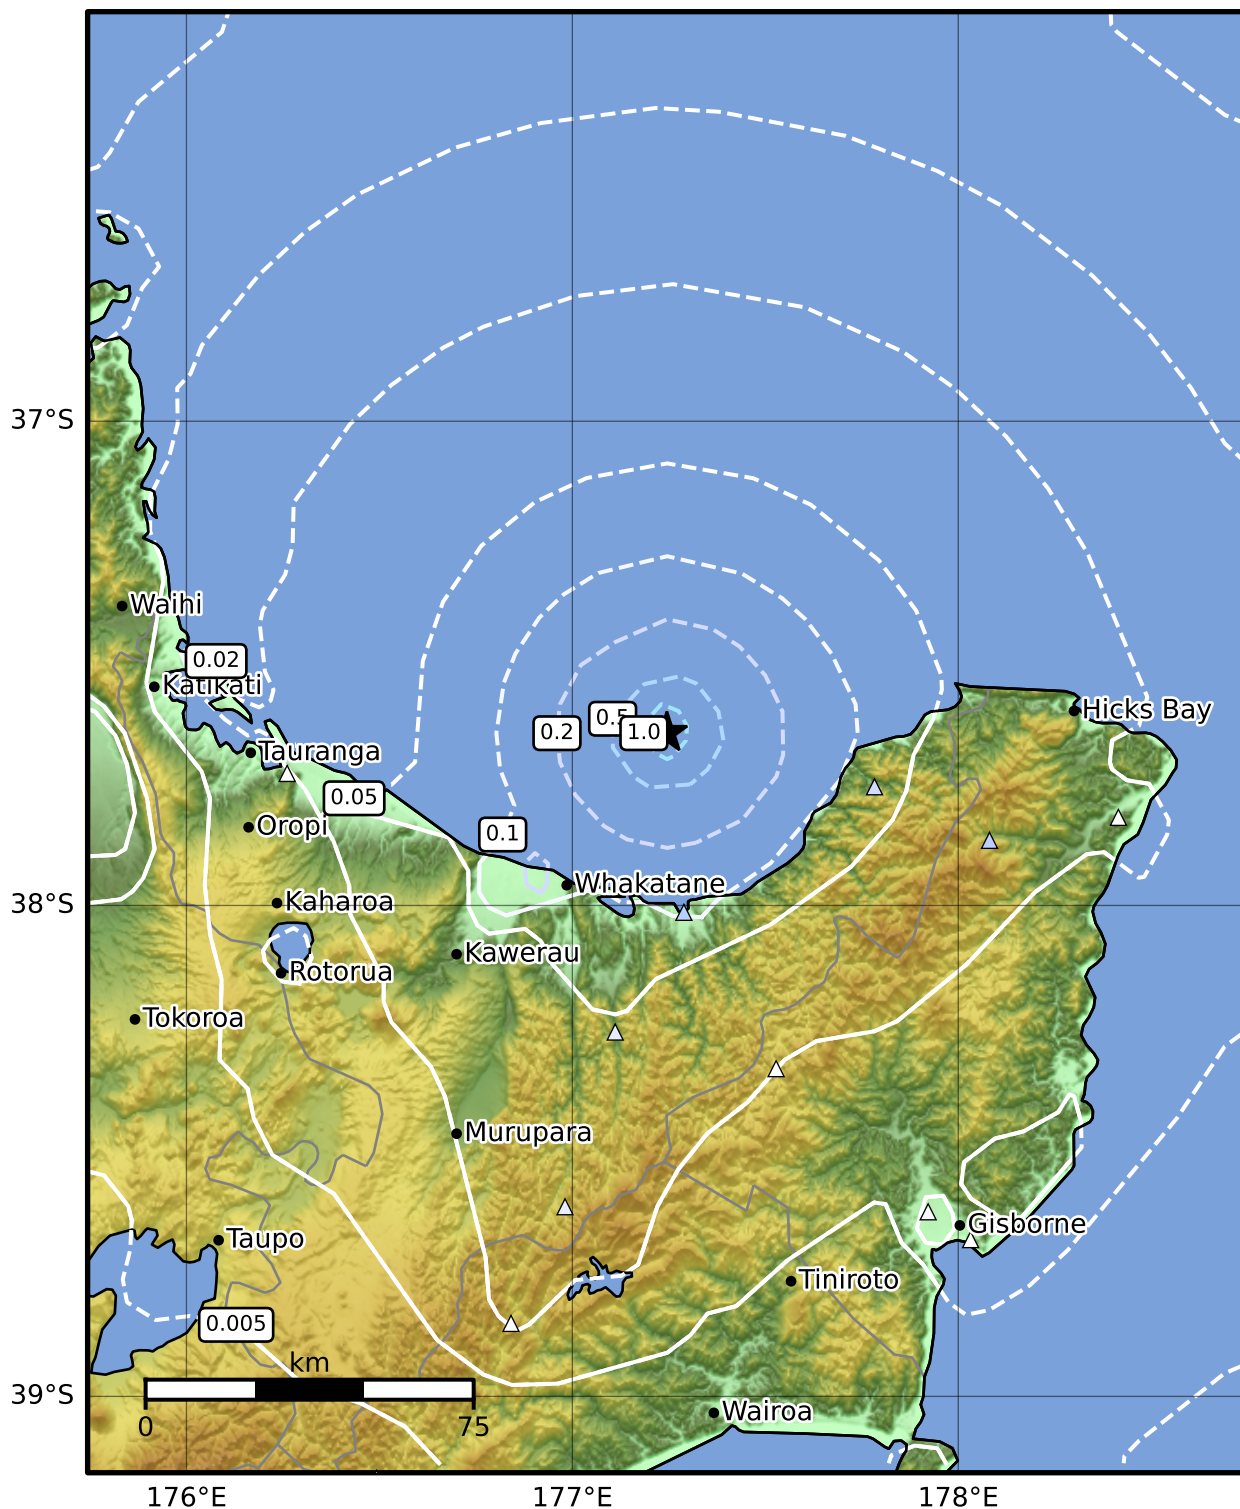 37°S
Waihi
0.02
Katikati
Hicks Bay
0.5
0.2
1.0
Tauranga
0.05
Oropi
0.1
Whakatane
38°S
Kaharoa
Kawerau
Rotorua
Tokoroa
Murupara
Gisborne
Taupo
Tiniroto
0.005
km
39°S
Wairoa
0
75
176°E
177°E
178°E